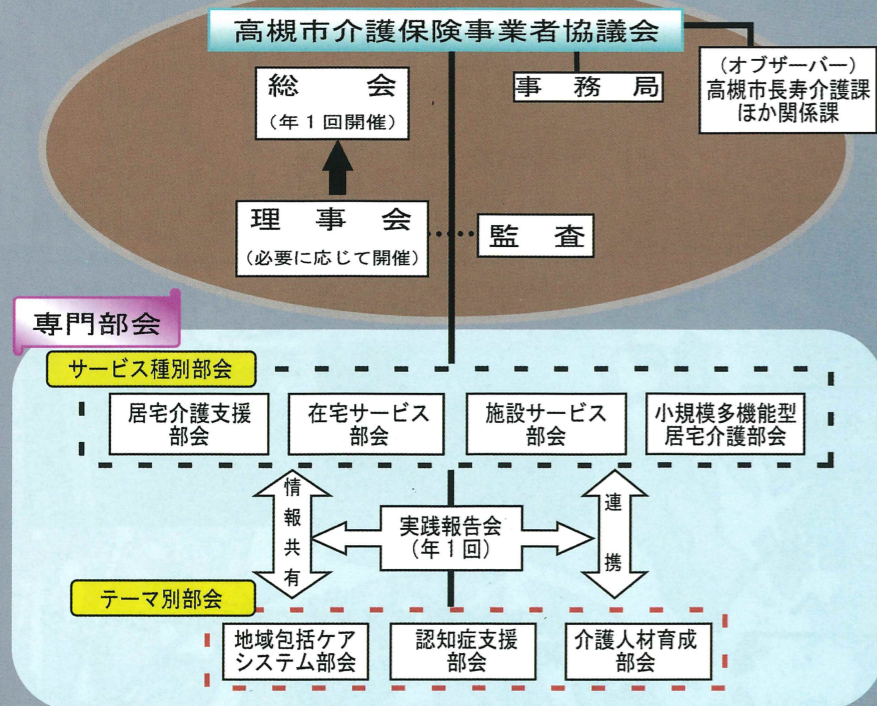 高槻市介護保険事業者協議会
総会
(年1回開催)
事務局
(オブザーバー)
高槻市長寿介護課
ほか関係課
理事会
(必要に応じて開催)
監査
専門部会
サービス種別部会
居宅介護支援
部会
在宅サービス
部会
施設サービス
部会
小規模多機能型
居宅介護部会
情報共有
実践報告会
(年1回)
連携
テーマ別部会
地域包括ケア
システム部会
認知症支援
部会
介護人材育成
部会